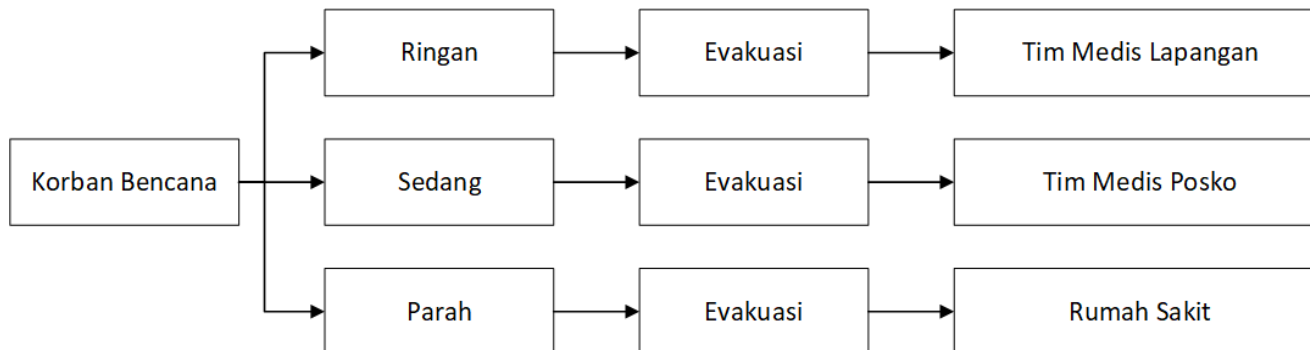 Ringan
Evakuasi
Tim Medis Lapangan
Korban Bencana
Sedang
Evakuasi
Tim Medis Posko
Parah
Evakuasi
Rumah Sakit